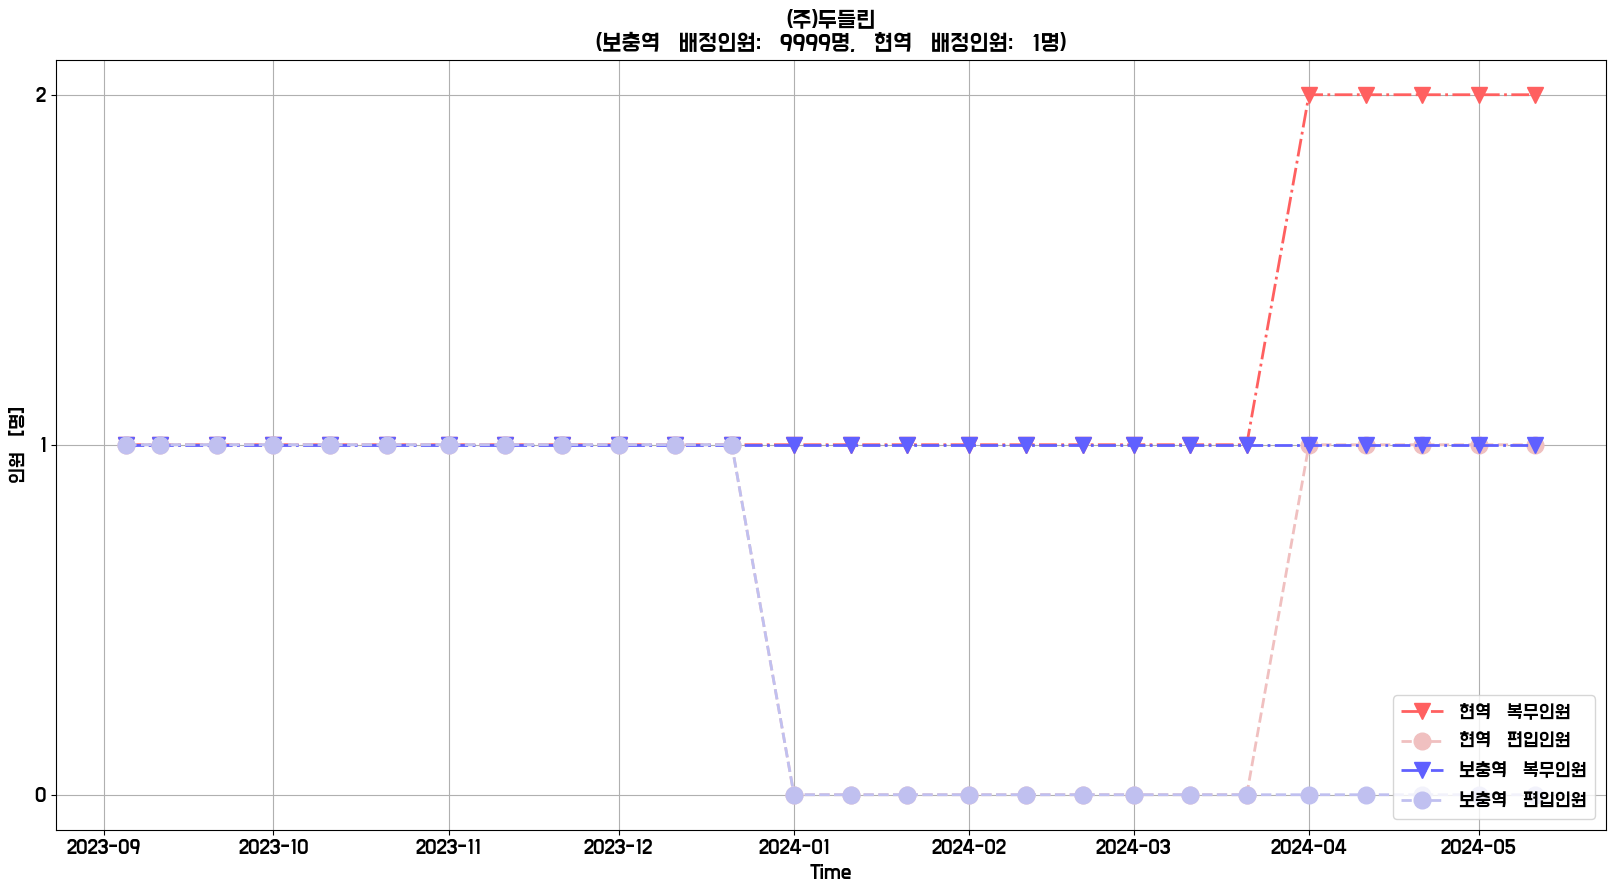 (주)두들린
(보충역 배정인원: 9999명, 현역 배정인원: 1명)
인원 [명]
2
1
0
2023-09 2023-10 2023-11 2023-12 2024-01 2024-02 2024-03 2024-04 2024-05
Time
현역 복무인원
현역 편입인원
보충역 복무인원
보충역 편입인원